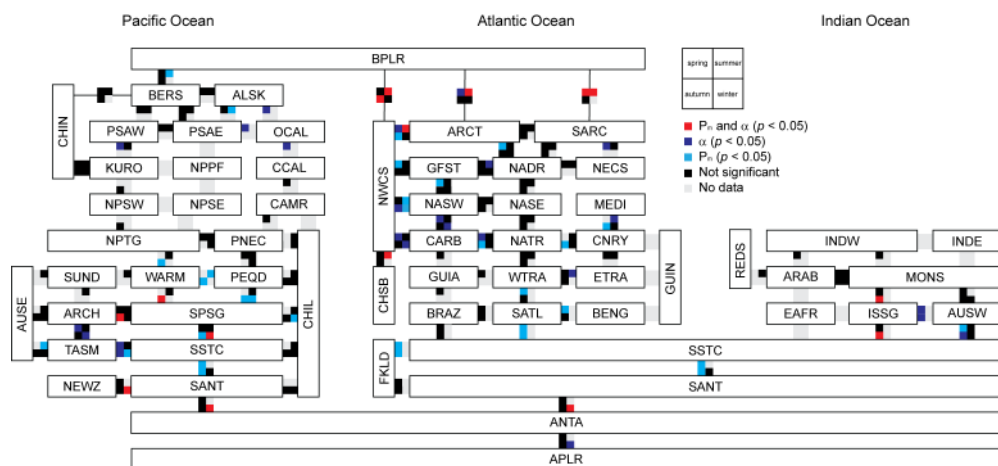 Pacific Ocean Atlantic Ocean Indian Ocean
BPLR
spring summer
autumn winter
Pₙ and α (p < 0.05)
α (p < 0.05)
Pₙ (p < 0.05)
Not significant
No data
CHIN
BERS ALSK
PSAW PSAE OCAL
KURO NPPF CCAL
NPSW NPSE CAMR
NPTG PNEC
AUSE
SUND WARM PEQD
CHIL
ARCH SPSG
TASM SSTC
NEWZ SANT
NWCS
ARCT SARC
GFST NADR NECS
NASW NASE MEDI
CARB NATR CNRY
CHSB
GUIA WTRA ETRA
GUIN
BRAZ SATL BENG
FKLD
SSTC
SANT
REDS
INDW INDE
ARAB MONS
EAFR ISSG AUSW
ANTA
APLR